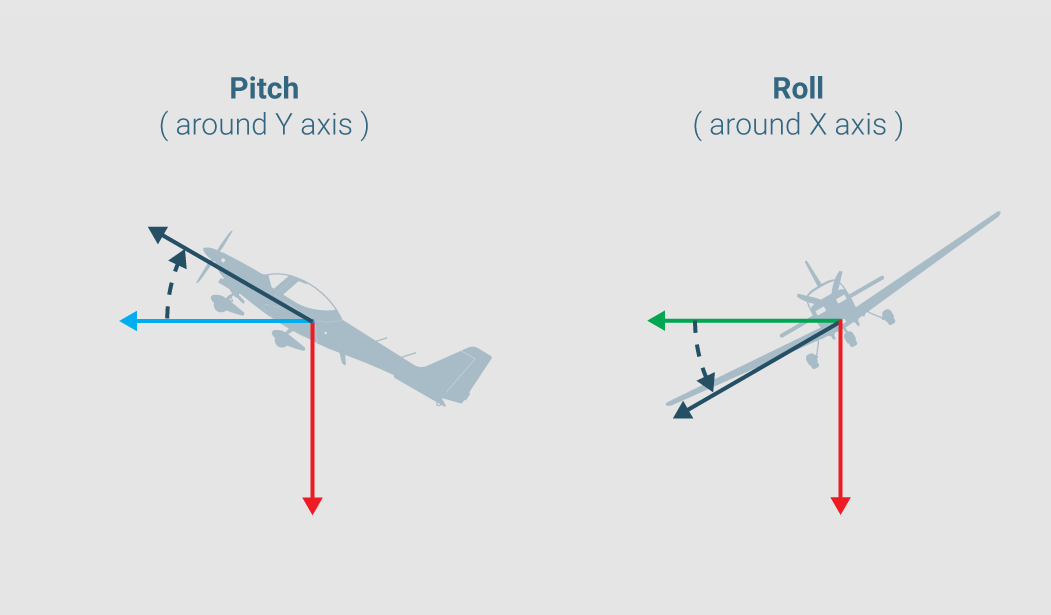 Pitch
( around Y axis )
Roll
( around X axis )